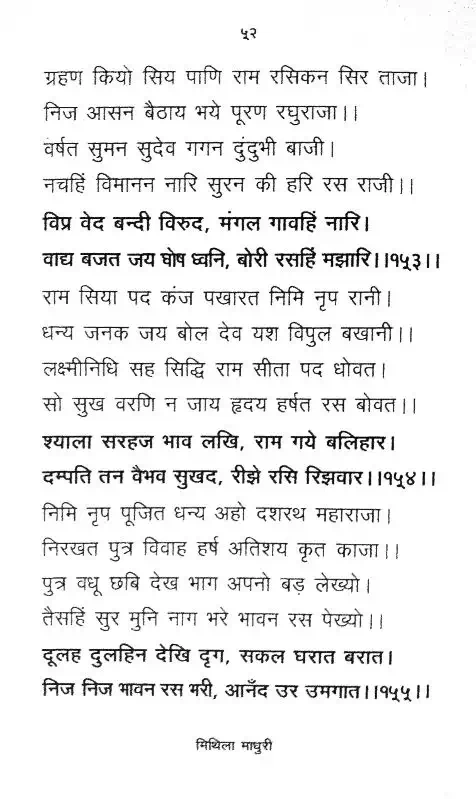 ५२
ग्रहण कियो सिय पाणि राम रसिकन सिर ताजा।
निज आसन बैठाय भये पूरण रघुराजा।।
वर्षत सुमन सुदेव गगन दुंदुभी बाजी।
नचहिं विमानन नारि सुरन की हरि रस राजी।।
विप्र वेद बन्दी विरुद, मंगल गावहिं नारि।
वाद्य बजत जय घोष ध्वनि, बोरी रसहिं मझारि।।१५३।।
राम सिया पद कंज पखारत निमि नृप रानी।
धन्य जनक जय बोल देव यश विपुल बखानी।।
लक्ष्मीनिधि सह सिद्धि राम सीता पद धोवत।
सो सुख वरणि न जाय हृदय हर्षत रस बोवत।।
श्याला सरहज भाव लखि, राम गये बलिहार।
दम्पति तन वैभव सुखद, रीझे रसि रिझवार।।१५४।।
निमि नृप पूजित धन्य अहो दशरथ महाराजा।
निरखत पुत्र विवाह हर्ष अतिशय कृत काजा।।
पुत्र वधू छबि देख भाग अपनो बड़ लेख्यो।
तैसहिं सुर मुनि नाग भरे भावन रस पेख्यो।।
दूलह दुलहिन देखि दृग, सकल घरात बरात।
निज निज भावन रस भरी, आनँद उर उमगात।।१५५।।
मिथिला माधुरी